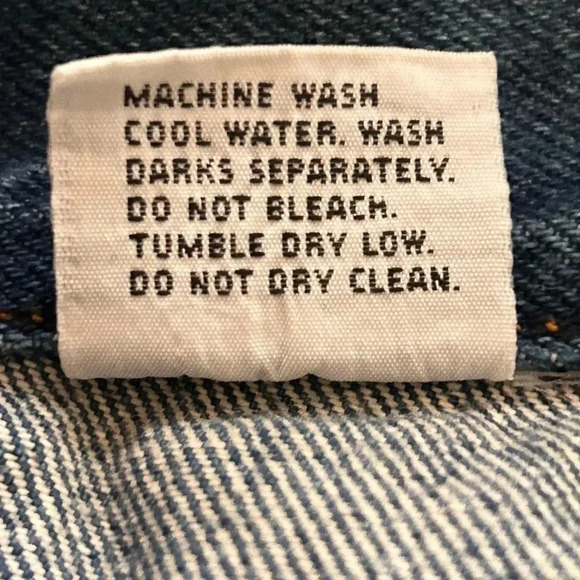 MACHINE WASH
COOL WATER. WASH
DARKS SEPARATELY.
DO NOT BLEACH.
TUMBLE DRY LOW.
DO NOT DRY CLEAN.